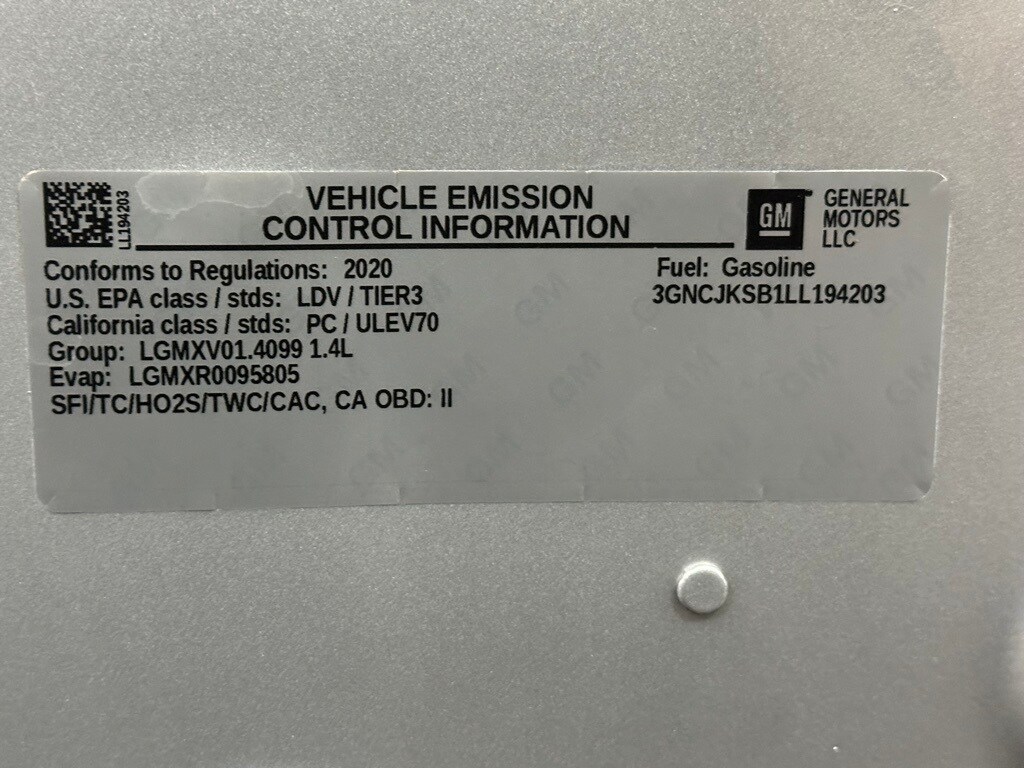 LL194203
VEHICLE EMISSION
CONTROL INFORMATION
GM
GENERAL
MOTORS
LLC
Conforms to Regulations: 2020
U.S. EPA class / stds: LDV / TIER3
California class / stds: PC / ULEV70
Group: LGMXV01.4099 1.4L
Evap: LGMXR0095805
SFI/TC/HO2S/TWC/CAC, CA OBD: II
Fuel: Gasoline
3GNCJKSB1LL194203